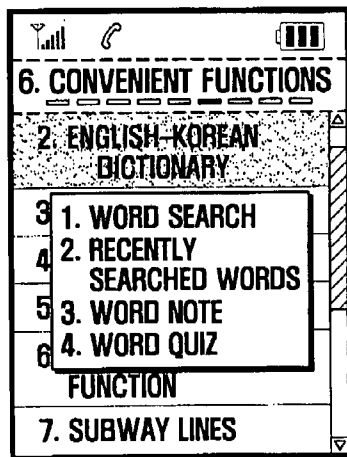 6. CONVENIENT FUNCTIONS
2. ENGLISH-KOREAN
DICTIONARY
3
1. WORD SEARCH
4
2. RECENTLY
SEARCHED WORDS
5
3. WORD NOTE
6
4. WORD QUIZ
FUNCTION
7. SUBWAY LINES